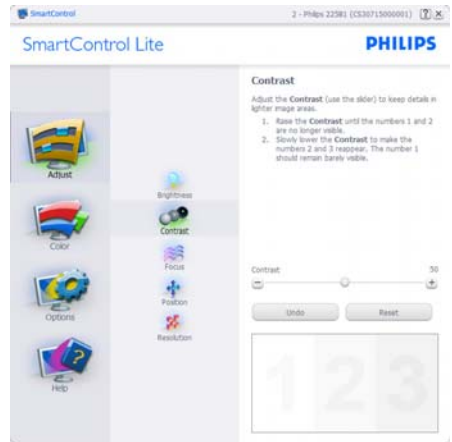 SmartControl
2 - Philips 225B1 (CS30715000001)
SmartControl Lite
PHILIPS
Adjust
Color
Options
Help
Brightness
Contrast
Focus
Position
Resolution
Contrast
Adjust the Contrast (use the slider) to keep details in
lighter image areas.
1. Raise the Contrast until the numbers 1 and 2
are no longer visible.
2. Slowly lower the Contrast to make the
numbers 2 and 3 reappear. The number 1
should remain barely visible.
Contrast 50
Undo Reset
1 2 3